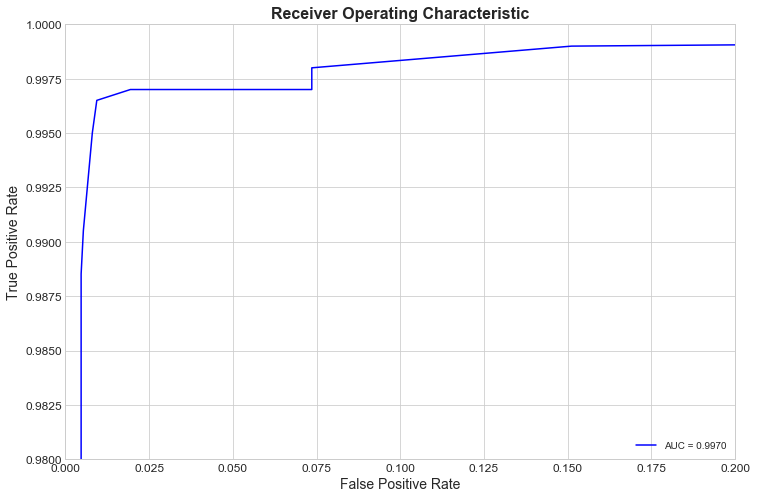 Receiver Operating Characteristic
1.0000
0.9975
0.9950
0.9925
0.9900
0.9875
0.9850
0.9825
0.9800
True Positive Rate
0.000 0.025 0.050 0.075 0.100 0.125 0.150 0.175 0.200
False Positive Rate
AUC = 0.9970